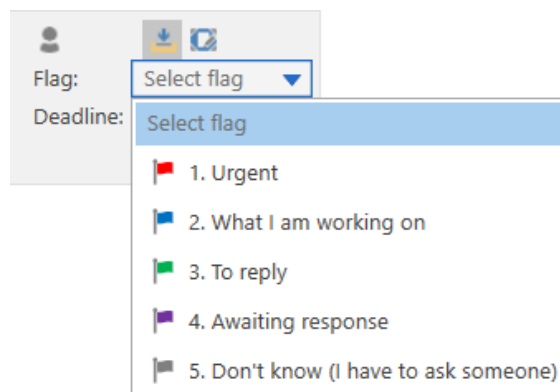 Flag:
Select flag
Deadline:
Select flag
1. Urgent
2. What I am working on
3. To reply
4. Awaiting response
5. Don't know (I have to ask someone)